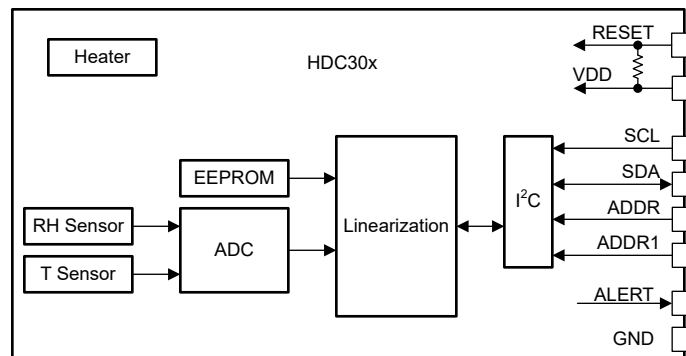 RESET
Heater
HDC30x
VDD
SCL
EEPROM
SDA
I²C
RH Sensor
ADC
Linearization
ADDR
T Sensor
ADDR1
ALERT
GND